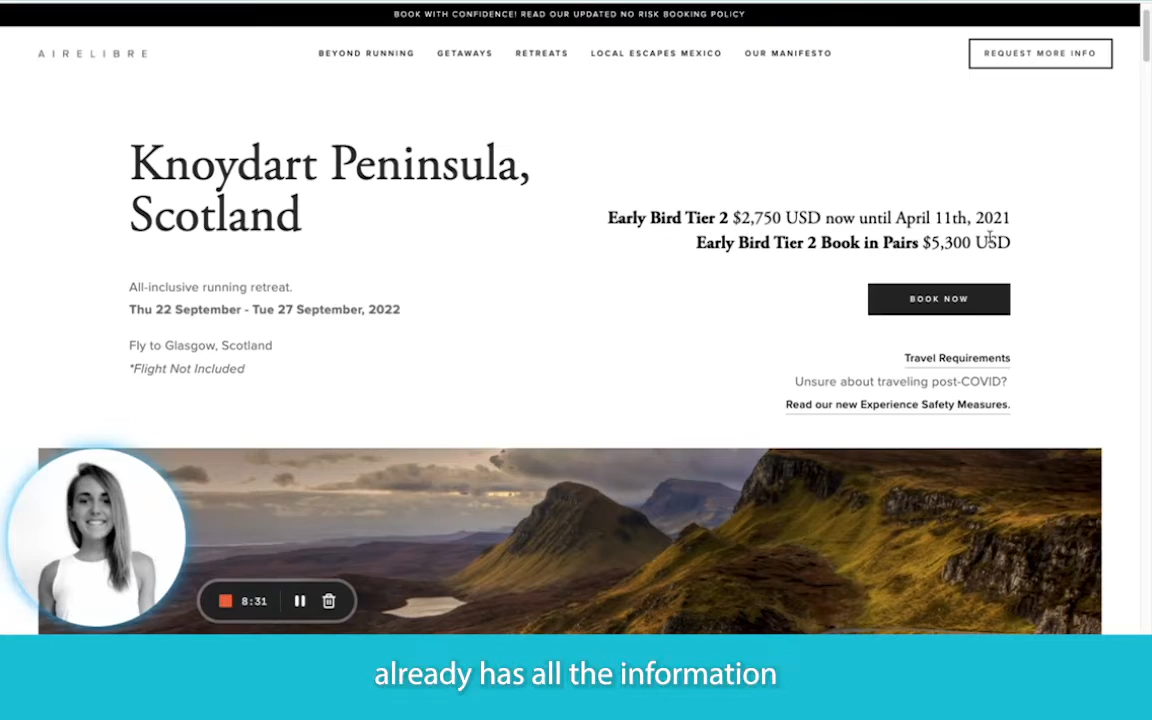 BOOK WITH CONFIDENCE! READ OUR UPDATED NO RISK BOOKING POLICY
AIRELIBRE
BEYOND RUNNING
GETAWAYS
RETREATS
LOCAL ESCAPES MEXICO
OUR MANIFESTO
REQUEST MORE INFO
Knoydart Peninsula,
Scotland
Early Bird Tier 2 $2,750 USD now until April 11th, 2021
Early Bird Tier 2 Book in Pairs $5,300 USD
All-inclusive running retreat.
Thu 22 September - Tue 27 September, 2022
BOOK NOW
Fly to Glasgow, Scotland
*Flight Not Included
Travel Requirements
Unsure about traveling post-COVID?
Read our new Experience Safety Measures.
8:31
already has all the information